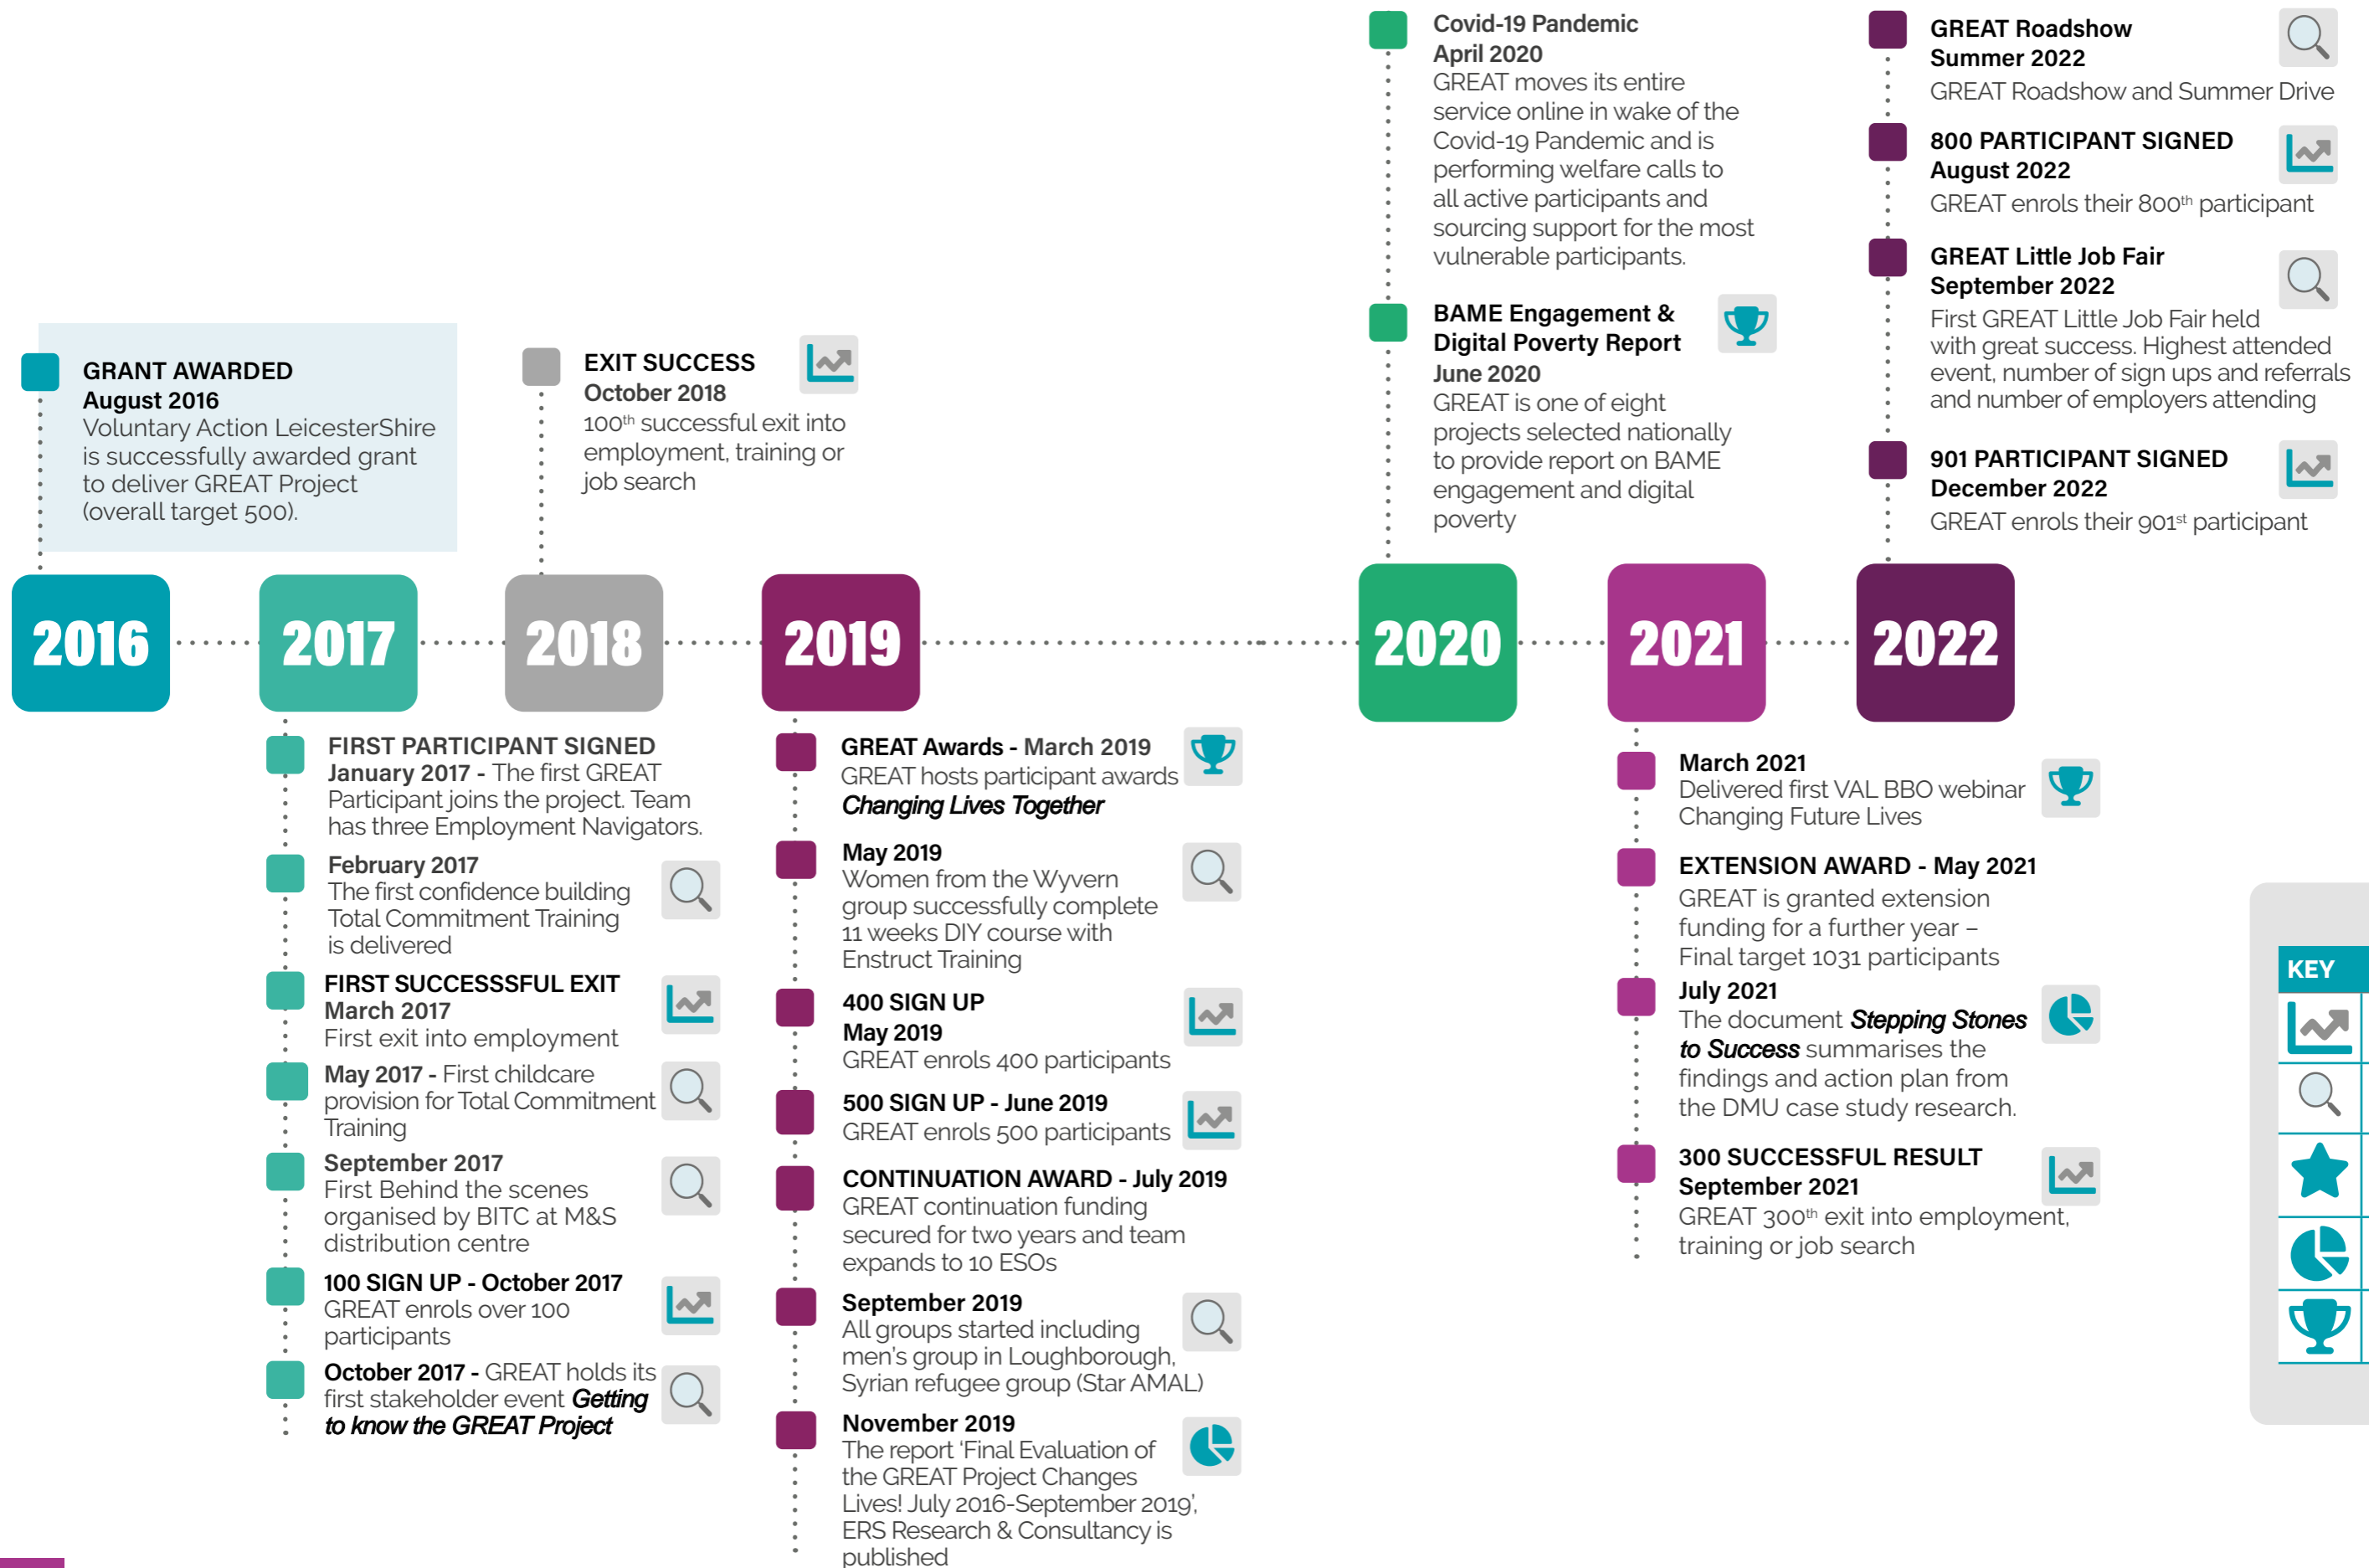 GRANT AWARDED
August 2016
Voluntary Action LeicesterShire
is successfully awarded grant
to deliver GREAT Project
(overall target 500).
2016
2017
FIRST PARTICIPANT SIGNED
January 2017 - The first GREAT
Participant joins the project. Team
has three Employment Navigators.
February 2017
The first confidence building
Total Commitment Training
is delivered
FIRST SUCCESSSFUL EXIT
March 2017
First exit into employment
May 2017 - First childcare
provision for Total Commitment
Training
September 2017
First Behind the scenes
organised by BITC at M&S
distribution centre
100 SIGN UP - October 2017
GREAT enrols over 100
participants
October 2017 - GREAT holds its
first stakeholder event Getting
to know the GREAT Project
EXIT SUCCESS
October 2018
100th successful exit into
employment, training or
job search
2018
2019
GREAT Awards - March 2019
GREAT hosts participant awards
Changing Lives Together
May 2019
Women from the Wyvern
group successfully complete
11 weeks DIY course with
Enstruct Training
400 SIGN UP
May 2019
GREAT enrols 400 participants
500 SIGN UP - June 2019
GREAT enrols 500 participants
CONTINUATION AWARD - July 2019
GREAT continuation funding
secured for two years and team
expands to 10 ESOs
September 2019
All groups started including
men's group in Loughborough,
Syrian refugee group (Star AMAL)
November 2019
The report 'Final Evaluation of
the GREAT Project Changes
Lives! July 2016-September 2019',
ERS Research & Consultancy is
published
Covid-19 Pandemic
April 2020
GREAT moves its entire
service online in wake of the
Covid-19 Pandemic and is
performing welfare calls to
all active participants and
sourcing support for the most
vulnerable participants.
BAME Engagement &
Digital Poverty Report
June 2020
GREAT is one of eight
projects selected nationally
to provide report on BAME
engagement and digital
poverty
2020
2021
March 2021
Delivered first VAL BBO webinar
Changing Future Lives
EXTENSION AWARD - May 2021
GREAT is granted extension
funding for a further year –
Final target 1031 participants
July 2021
The document Stepping Stones
to Success summarises the
findings and action plan from
the DMU case study research.
300 SUCCESSFUL RESULT
September 2021
GREAT 300th exit into employment,
training or job search
GREAT Roadshow
Summer 2022
GREAT Roadshow and Summer Drive
800 PARTICIPANT SIGNED
August 2022
GREAT enrols their 800th participant
GREAT Little Job Fair
September 2022
First GREAT Little Job Fair held
with great success. Highest attended
event, number of sign ups and referrals
and number of employers attending
901 PARTICIPANT SIGNED
December 2022
GREAT enrols their 901st participant
2022
KEY